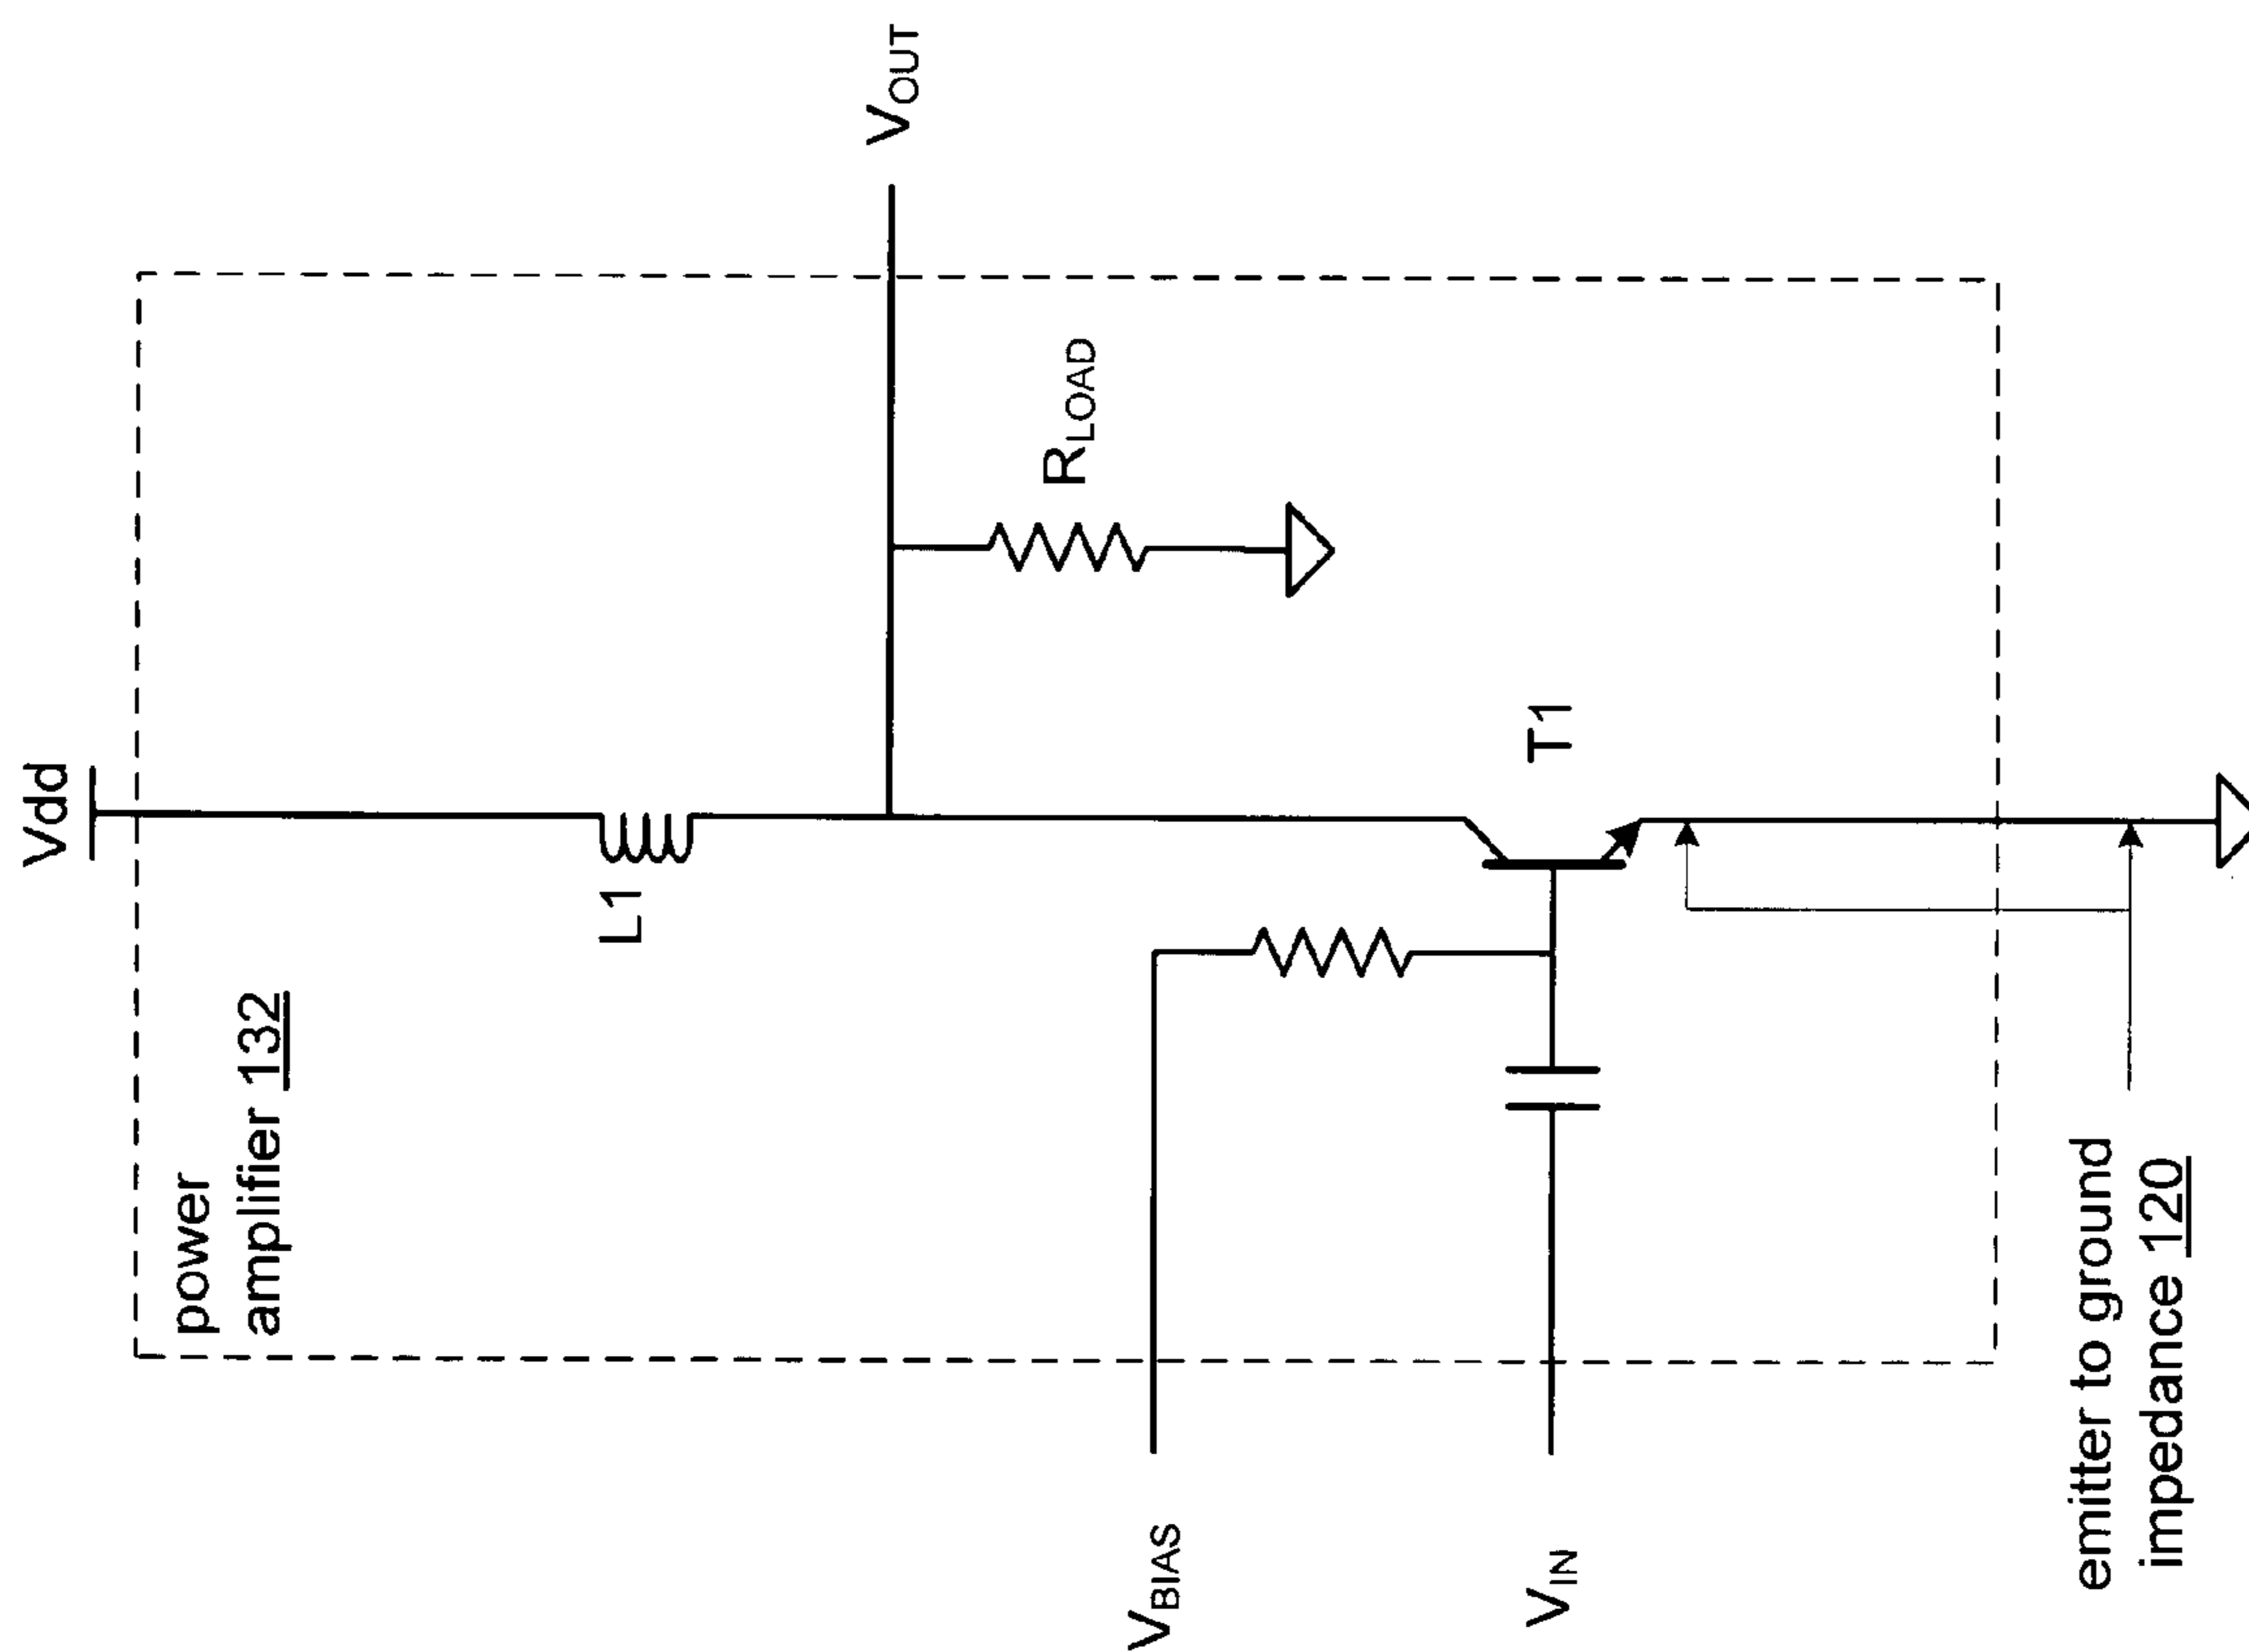 Vdd
power
amplifier 132
L1
VOUT
RLOAD
VBIAS
T1
VIN
emitter to ground
impedance 120